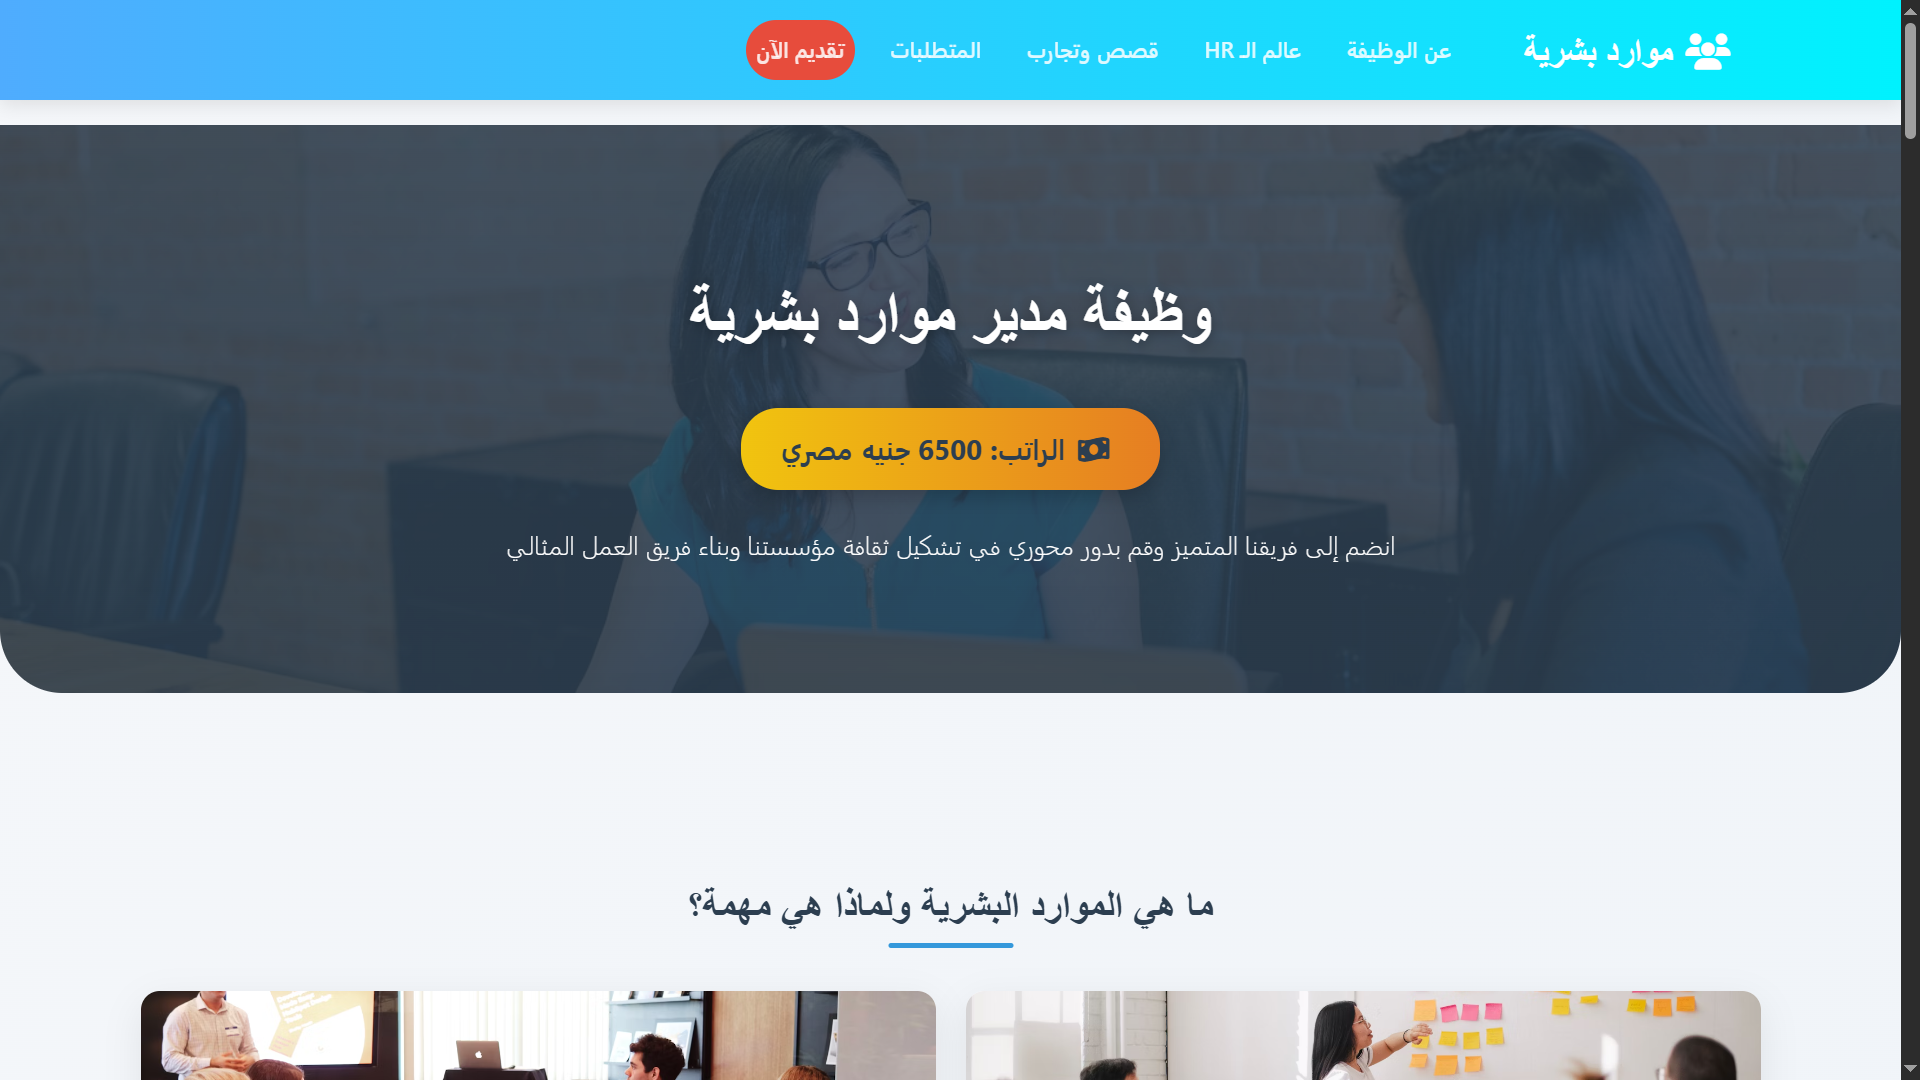 موارد بشرية
عن الوظيفة
عالم الـ HR
قصص وتجارب
المتطلبات
تقديم الآن
وظيفة مدير موارد بشرية
الراتب: 6500 جنيه مصري
انضم إلى فريقنا المتميز وقم بدور محوري في تشكيل ثقافة مؤسستنا وبناء فريق العمل المثالي
ما هي الموارد البشرية ولماذا هي مهمة؟